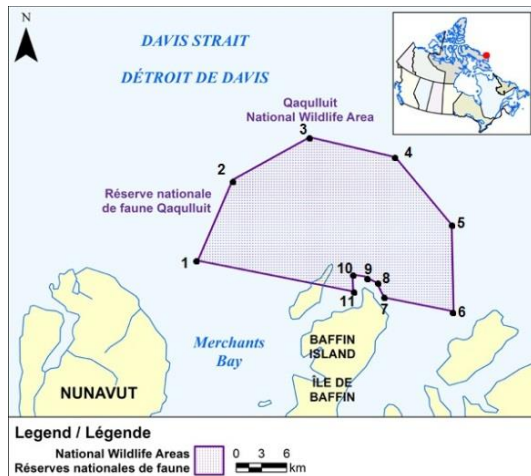 N
DAVIS STRAIT
DÉTROIT DE DAVIS
Qaqulluit
National Wildlife Area
3
4
2
Réserve nationale
de faune Qaqulluit
5
1
10
9
8
11
7
6
Merchants
Bay
BAFFIN
ISLAND
ÎLE DE
BAFFIN
NUNAVUT
Legend / Légende
National Wildlife Areas
Réserves nationales de faune
0 3 6
km